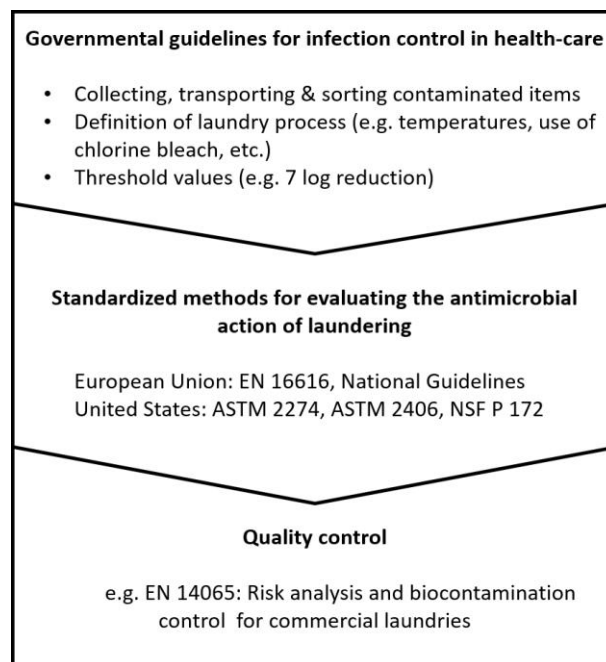 Governmental guidelines for infection control in health-care
• Collecting, transporting & sorting contaminated items
• Definition of laundry process (e.g. temperatures, use of
chlorine bleach, etc.)
• Threshold values (e.g. 7 log reduction)
Standardized methods for evaluating the antimicrobial
action of laundering
European Union: EN 16616, National Guidelines
United States: ASTM 2274, ASTM 2406, NSF P 172
Quality control
e.g. EN 14065: Risk analysis and biocontamination
control for commercial laundries